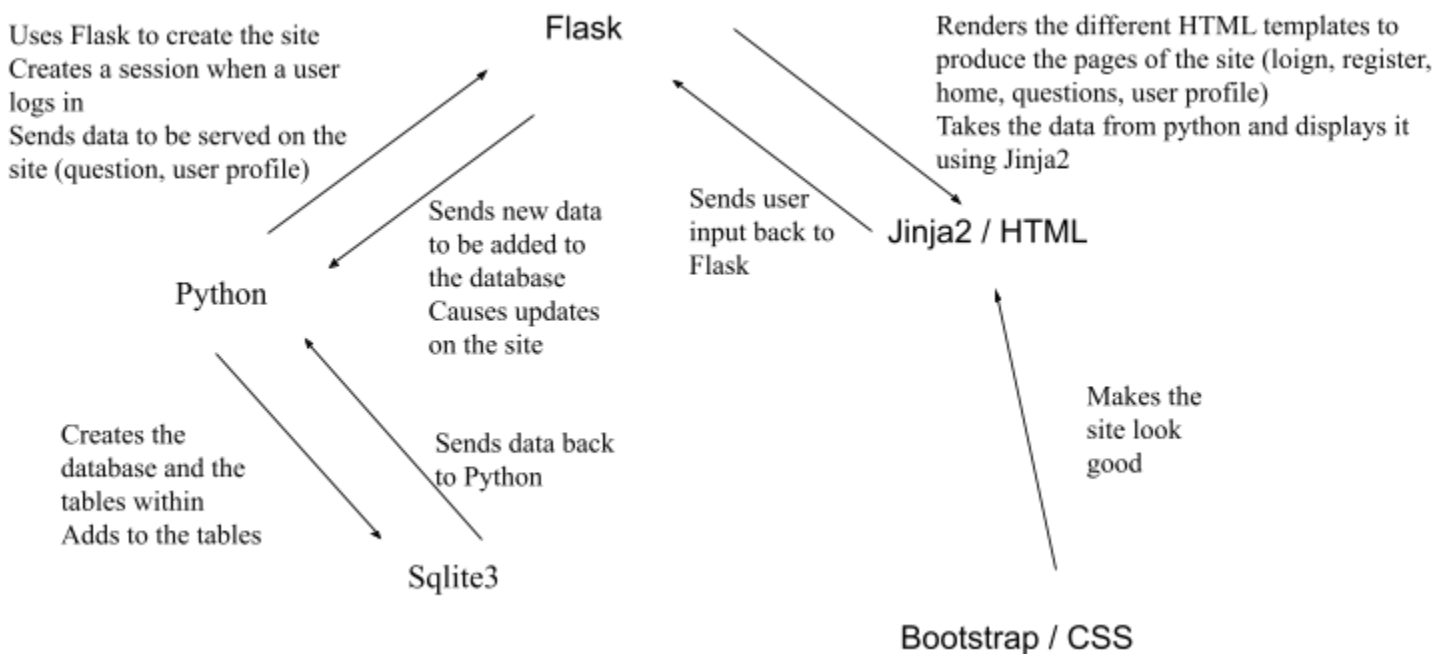 Flask
Uses Flask to create the site
Creates a session when a user
logs in
Sends data to be served on the
site (question, user profile)
Renders the different HTML templates to
produce the pages of the site (loign, register,
home, questions, user profile)
Takes the data from python and displays it
using Jinja2
Sends new data
to be added to
the database
Causes updates
on the site
Sends user
input back to
Flask
Jinja2 / HTML
Python
Creates the
database and the
tables within
Adds to the tables
Sends data back
to Python
Makes the
site look
good
Sqlite3
Bootstrap / CSS